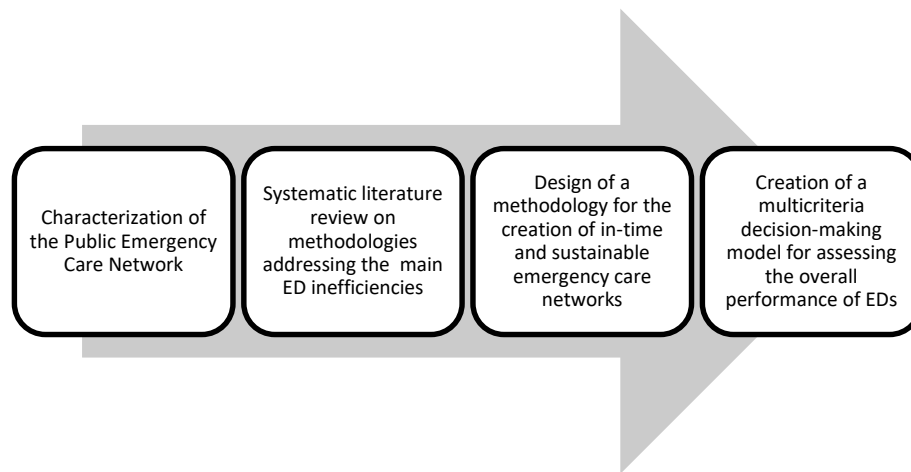 Characterization of
the Public Emergency
Care Network
Systematic literature
review on
methodologies
addressing the main
ED inefficiencies
Design of a
methodology for the
creation of in-time
and sustainable
emergency care
networks
Creation of a
multicriteria
decision-making
model for assessing
the overall
performance of EDs